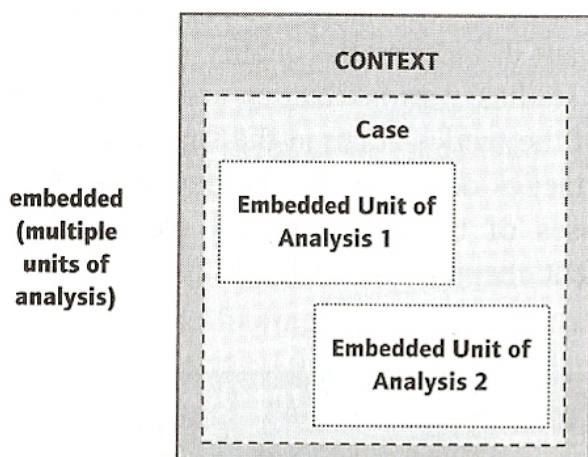 CONTEXT
Case
embedded
(multiple
units of
analysis)
Embedded Unit of
Analysis 1
Embedded Unit of
Analysis 2